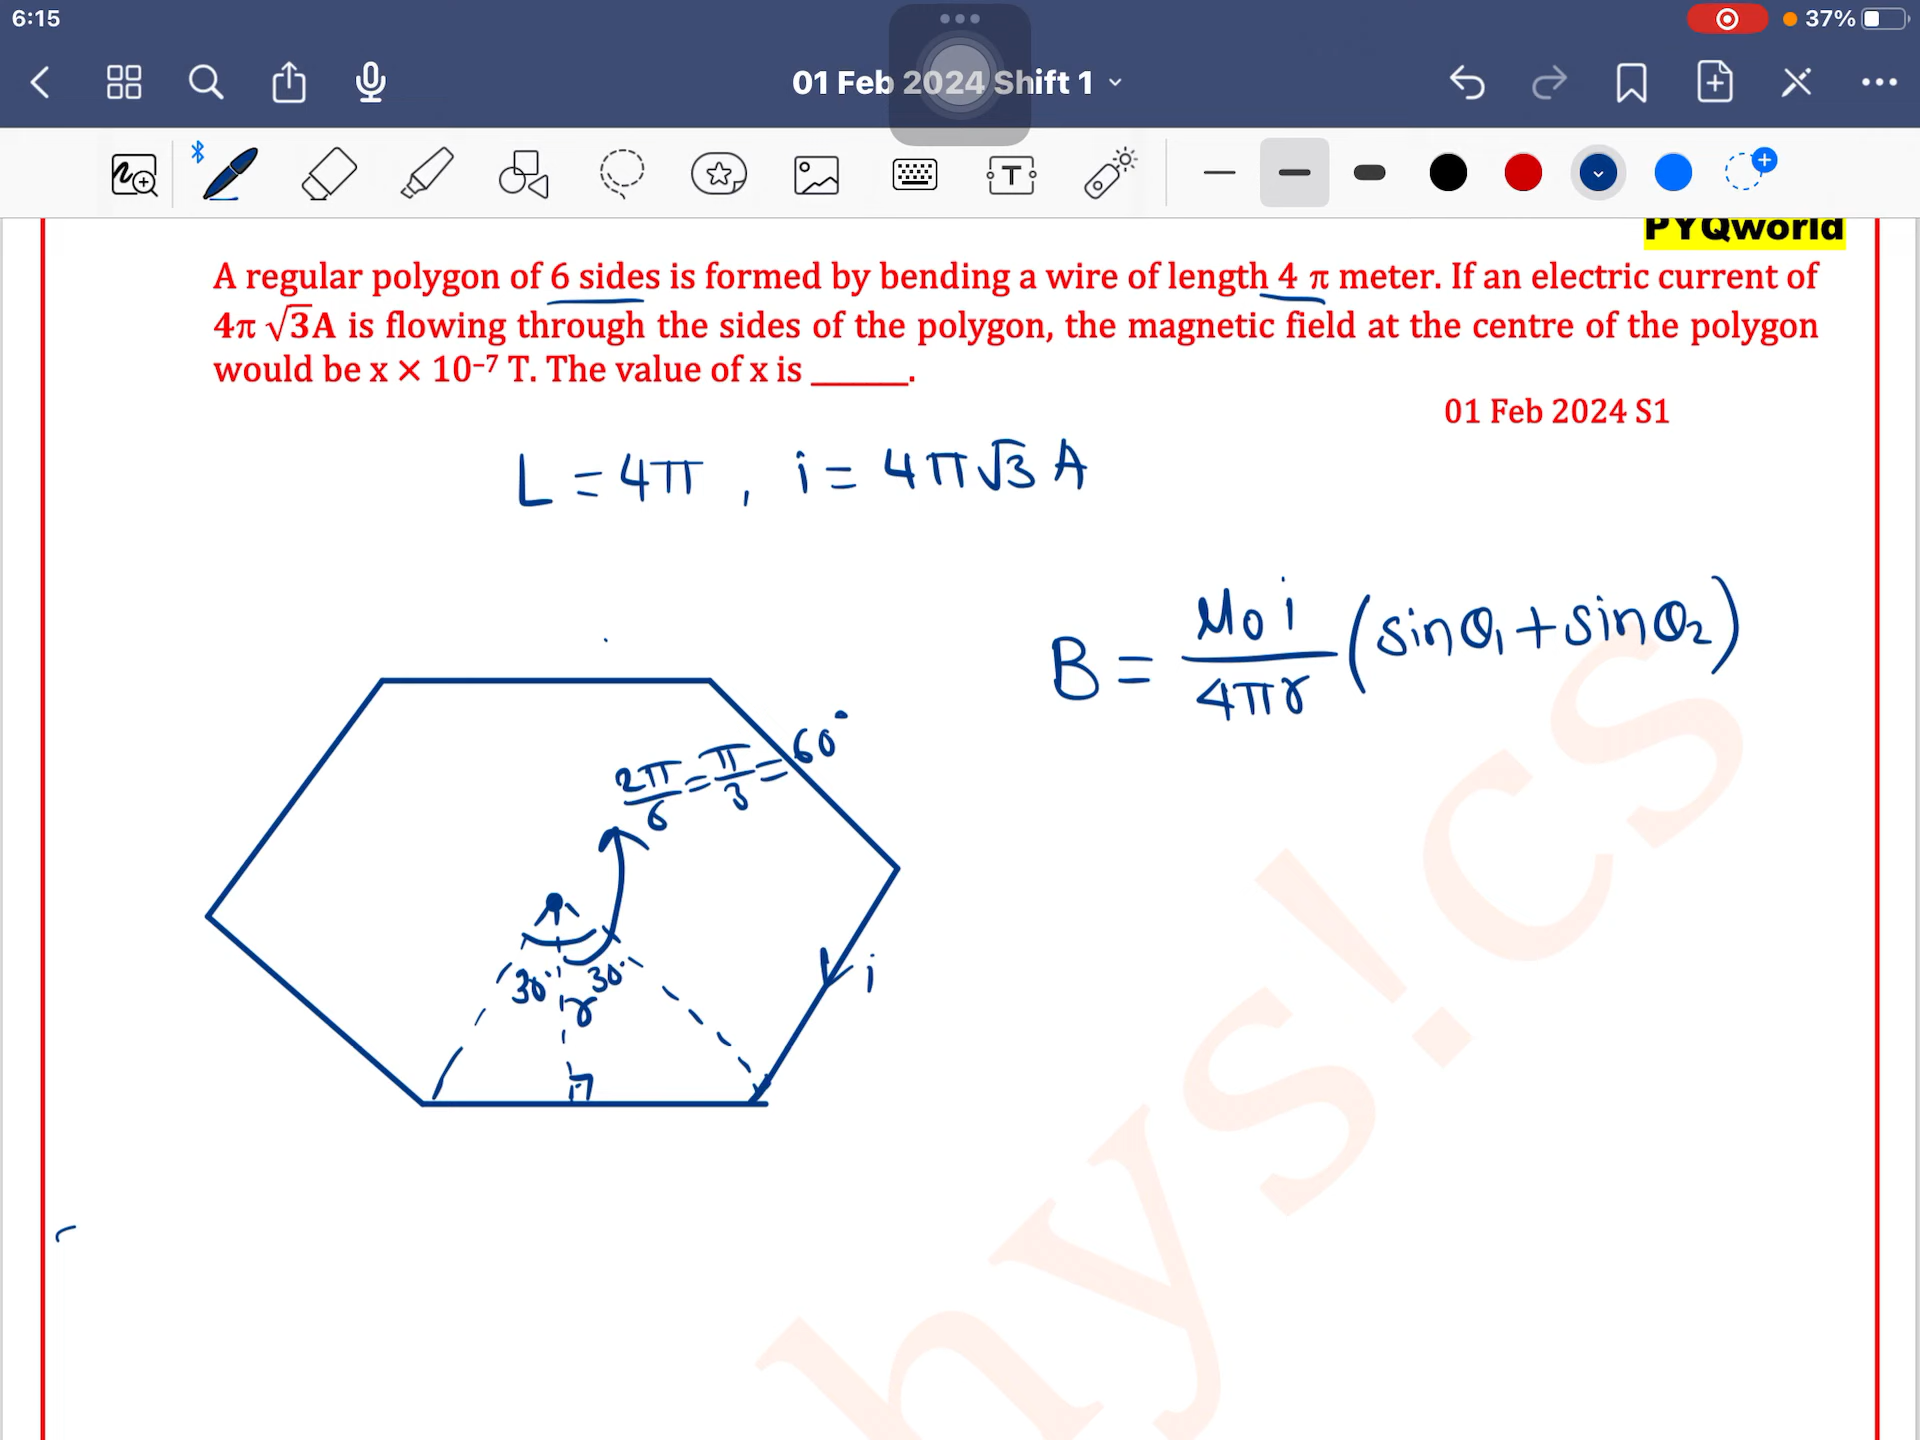 6:15
37%
01 Feb 2024 Shift 1
T
PYQworld
A regular polygon of 6 sides is formed by bending a wire of length 4 π meter. If an electric current of
4π √3A is flowing through the sides of the polygon, the magnetic field at the centre of the polygon
would be x × 10⁻⁷ T. The value of x is ______.
01 Feb 2024 S1
L = 4π , i = 4π√3 A
B = μ₀ i / 4πr (sinθ₁ + sinθ₂)
2π/6 = π/3 = 60°
30° 30°
r
i
hys!cs